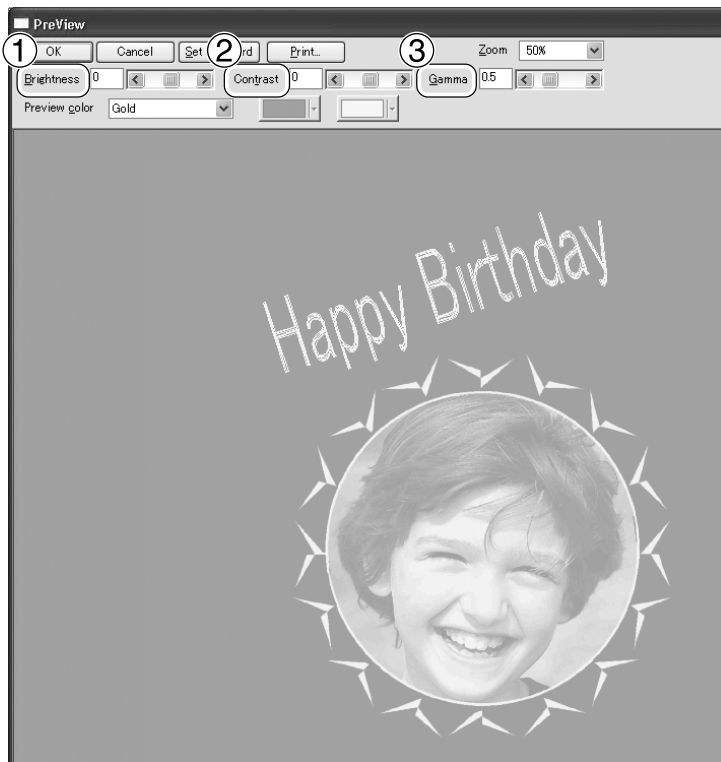 PreView
1 2 3
OK Cancel Set rd Print... Zoom 50%
Brightness 0 Contrast 0 Gamma 0.5
Preview color Gold
Happy Birthday